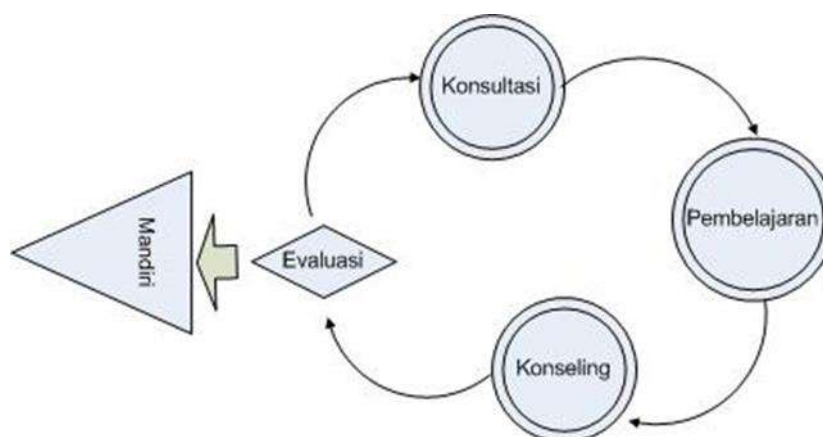 Konsultasi
Pembelajaran
Konseling
Evaluasi
Mandiri